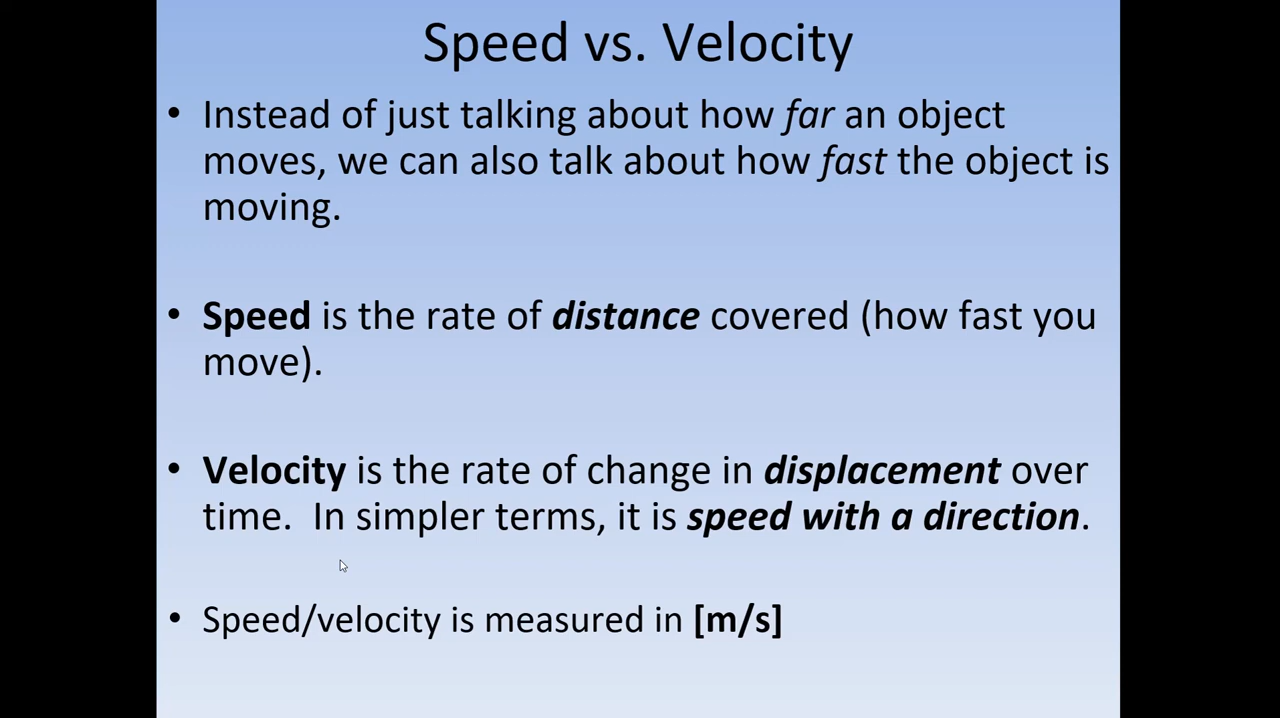 Speed vs. Velocity
• Instead of just talking about how far an object
moves, we can also talk about how fast the object is
moving.
• Speed is the rate of distance covered (how fast you
move).
• Velocity is the rate of change in displacement over
time.  In simpler terms, it is speed with a direction.
• Speed/velocity is measured in [m/s]